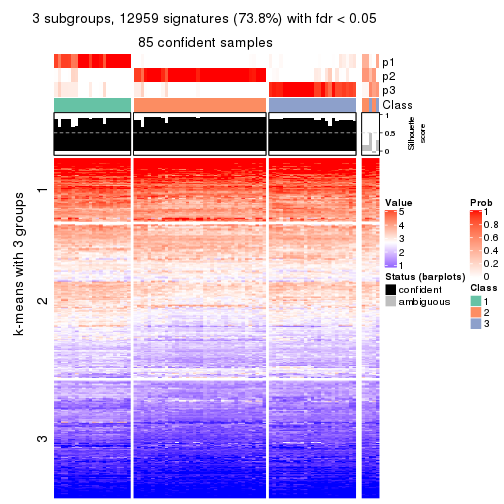 3 subgroups, 12959 signatures (73.8%) with fdr < 0.05
85 confident samples
p1
p2
p3
Class
1
0.5
0
Silhouette
score
k-means with 3 groups
1
2
3
Value
5
4
3
2
1
Status (barplots)
confident
ambiguous
Prob
1
0.8
0.6
0.4
0.2
0
Class
1
2
3